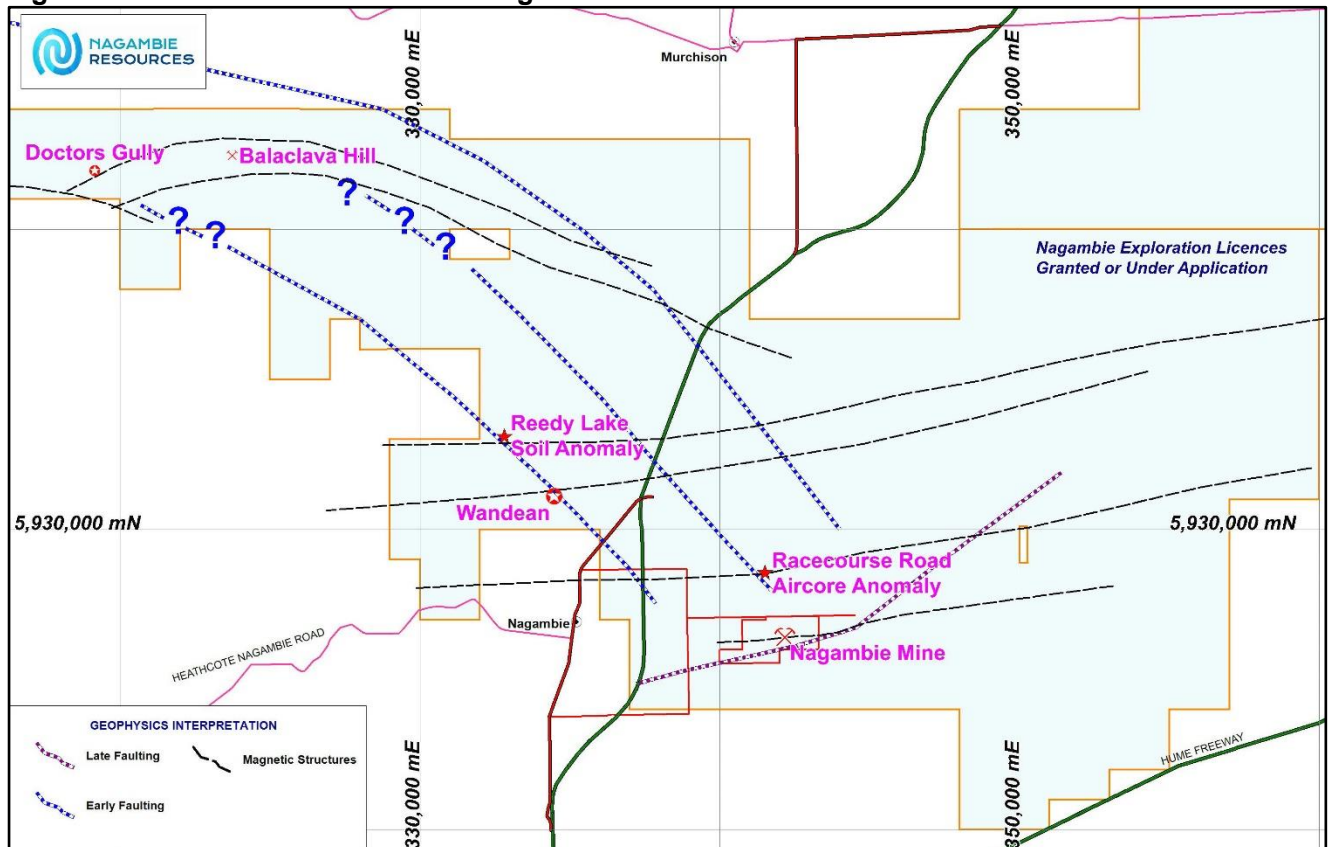 NAGAMBIE
RESOURCES
Murchison
330,000 mE
350,000 mE
Doctors Gully
Balaclava Hill
?
?
?
?
?
Nagambie Exploration Licences
Granted or Under Application
Reedy Lake
Soil Anomaly
Wandean
5,930,000 mN
5,930,000 mN
Racecourse Road
Aircore Anomaly
Nagambie
HEATHCOTE NAGAMBIE ROAD
Nagambie Mine
GEOPHYSICS INTERPRETATION
Late Faulting
Magnetic Structures
Early Faulting
330,000 mE
350,000 mE
HUME FREEWAY